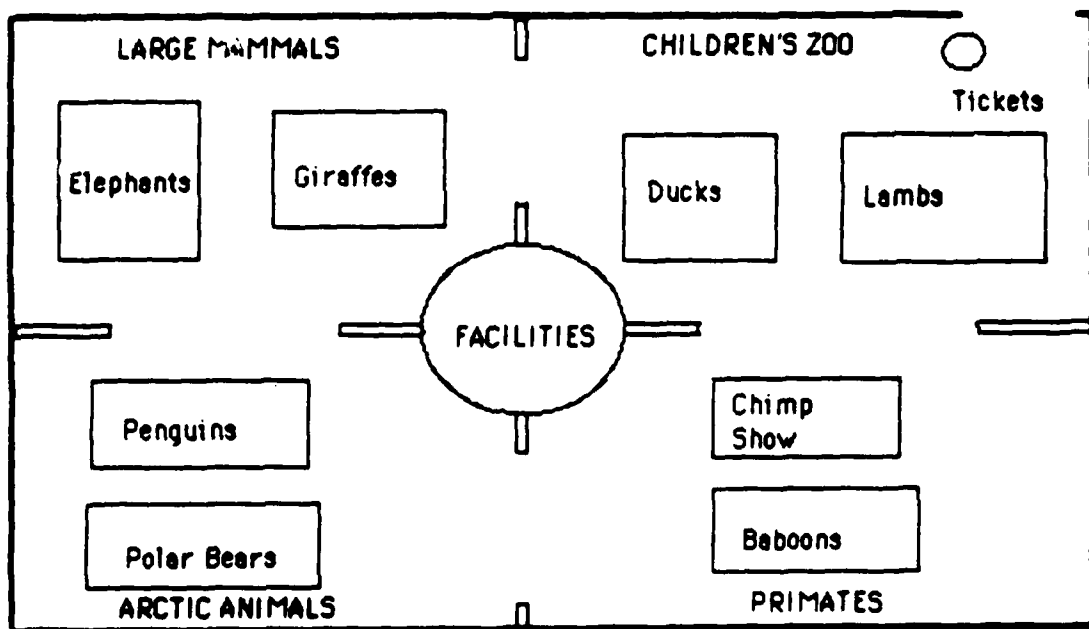 LARGE MAMMALS
CHILDREN'S ZOO
Tickets
Elephants
Giraffes
Ducks
Lambs
FACILITIES
Penguins
Chimp
Show
Polar Bears
Baboons
ARCTIC ANIMALS
PRIMATES